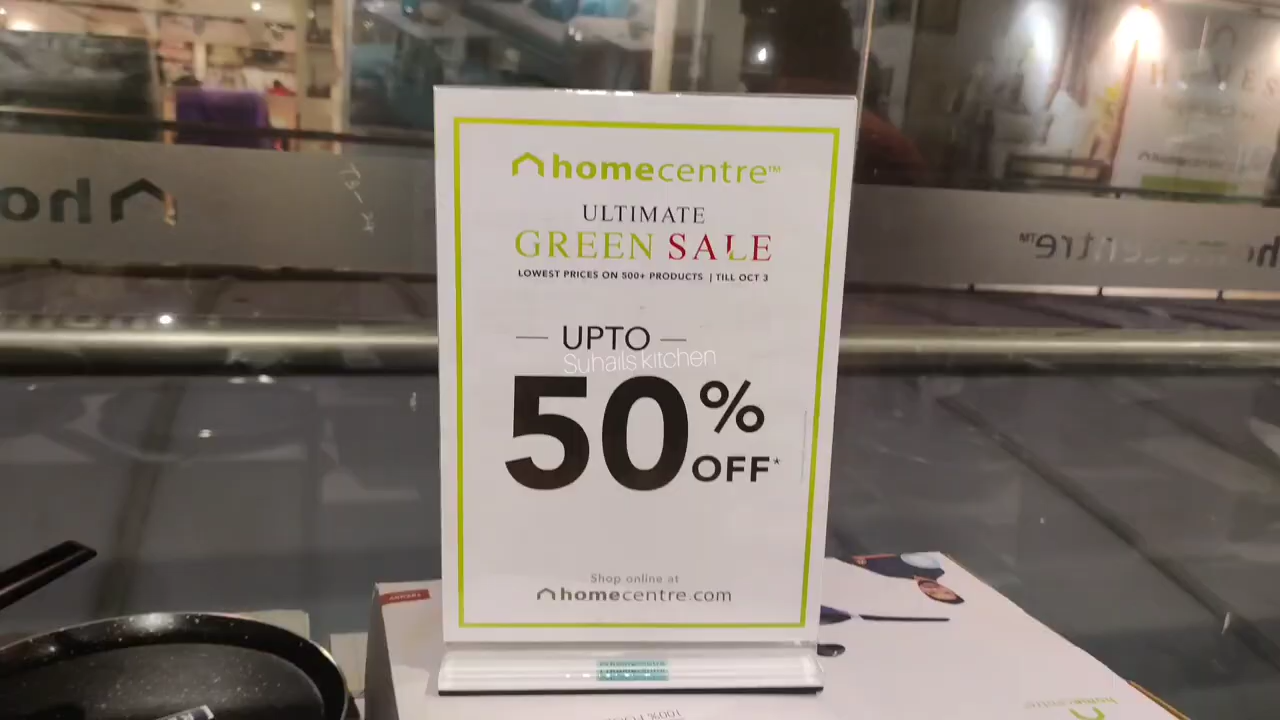 homecentre™
ULTIMATE
GREEN SALE
LOWEST PRICES ON 500+ PRODUCTS | TILL OCT 3
UPTO
Suhails kitchen
50%
OFF*
Shop online at
homecentre.com
homecentre